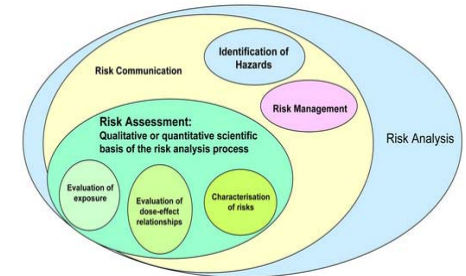 Identification of
Hazards
Risk Communication
Risk Management
Risk Assessment:
Qualitative or quantitative scientific
basis of the risk analysis process
Risk Analysis
Evaluation of
exposure
Evaluation of
dose-effect
relationships
Characterisation
of risks